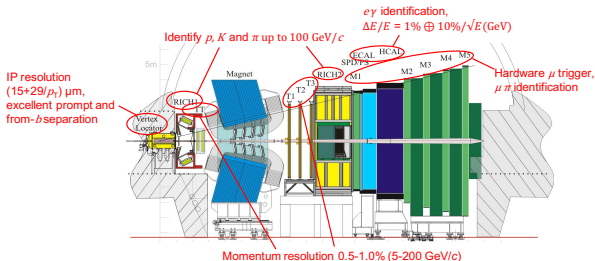 eγ identification,
ΔE/E = 1% ⊕ 10%/√E(GeV)
Identify p, K and π up to 100 GeV/c
ECAL HCAL
SPD/PS
M5
M4
M3
M2
M1
Hardware μ trigger,
μ π identification
IP resolution
(15+29/pT) μm,
excellent prompt and
from-b separation
5m
Magnet
RICH2
T3
T2
T1
RICH1
TT
Vertex
Locator
Momentum resolution 0.5-1.0% (5-200 GeV/c)